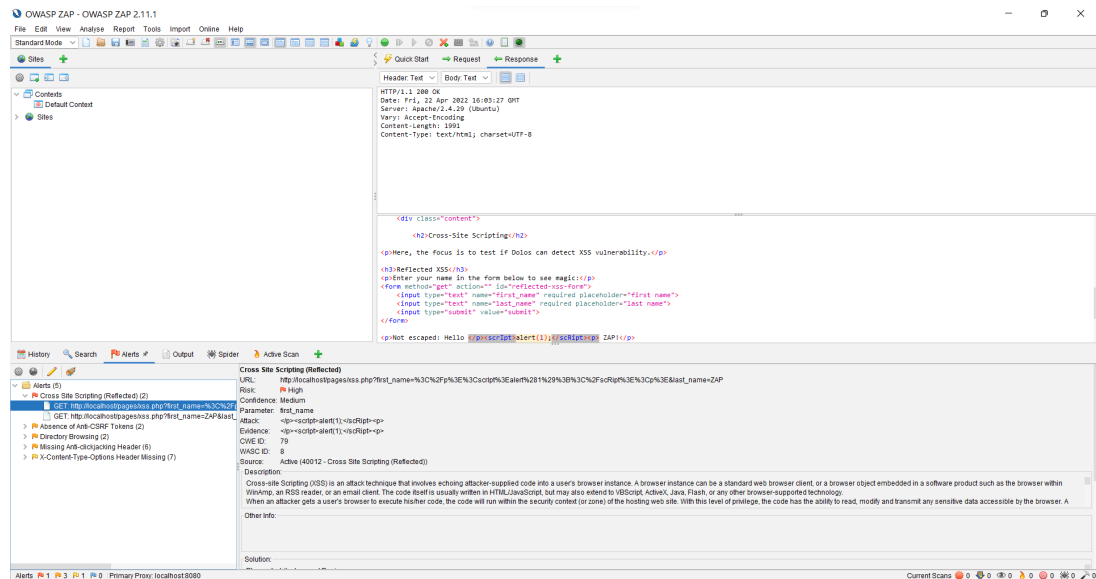 OWASP ZAP - OWASP ZAP 2.11.1
File Edit View Analyse Report Tools Import Online Help
Standard Mode
Sites
Quick Start Request Response
Header: Text Body: Text
Contexts
Default Context
Sites
HTTP/1.1 200 OK
Date: Fri, 22 Apr 2022 16:03:27 GMT
Server: Apache/2.4.29 (Ubuntu)
Vary: Accept-Encoding
Content-Length: 1991
Content-Type: text/html; charset=UTF-8
<div class="content">
<h2>Cross-Site Scripting</h2>
<p>Here, the focus is to test if Dolos can detect XSS vulnerability.</p>
<h3>Reflected XSS</h3>
<p>Enter your name in the form below to see magic:</p>
<form method="get" action="" id="reflected-xss-form">
<input type="text" name="first_name" required placeholder="first name">
<input type="text" name="last_name" required placeholder="last name">
<input type="submit" value="submit">
</form>
<p>Not escaped: Hello </p><scrIpt>alert(1);</scRipt><p> ZAP!</p>
History Search Alerts Output Spider Active Scan
Alerts (5)
Cross Site Scripting (Reflected) (2)
GET: http://localhost/pages/xss.php?first_name=%3C%2Fp
GET: http://localhost/pages/xss.php?first_name=ZAP&last_
Absence of Anti-CSRF Tokens (2)
Directory Browsing (2)
Missing Anti-clickjacking Header (6)
X-Content-Type-Options Header Missing (7)
Cross Site Scripting (Reflected)
URL: http://localhost/pages/xss.php?first_name=%3C%2Fp%3E%3CscrIpt%3Ealert%281%29%3B%3C%2FscRipt%3E%3Cp%3E&last_name=ZAP
Risk: High
Confidence: Medium
Parameter: first_name
Attack: </p><scrIpt>alert(1);</scRipt><p>
Evidence: </p><scrIpt>alert(1);</scRipt><p>
CWE ID: 79
WASC ID: 8
Source: Active (40012 - Cross Site Scripting (Reflected))
Description:
Cross-site Scripting (XSS) is an attack technique that involves echoing attacker-supplied code into a user's browser instance. A browser instance can be a standard web browser client, or a browser object embedded in a software product such as the browser within
WinAmp, an RSS reader, or an email client. The code itself is usually written in HTML/JavaScript, but may also extend to VBScript, ActiveX, Java, Flash, or any other browser-supported technology.
When an attacker gets a user's browser to execute his/her code, the code will run within the security context (or zone) of the hosting web site. With this level of privilege, the code has the ability to read, modify and transmit any sensitive data accessible by the browser. A
Other Info:
Solution:
Alerts 1 3 1 0 Primary Proxy: localhost:8080
Current Scans 0 0 0 0 0 0 0